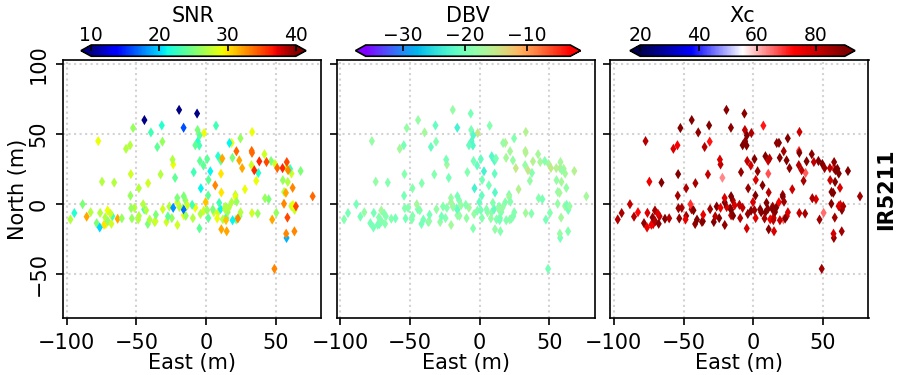 SNR DBV Xc
10 20 30 40 −30 −20 −10 20 40 60 80
100
50
0
−50
North (m)
IR5211
−100 −50 0 50 −100 −50 0 50 −100 −50 0 50
East (m) East (m) East (m)